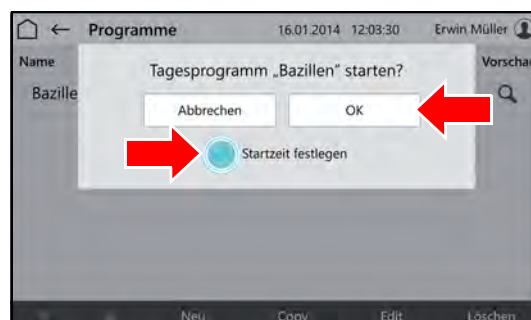 Programme 16.01.2014 12:03:30 Erwin Müller
Name Vorschau
Tagesprogramm „Bazillen“ starten?
Bazille
Abbrechen OK
Startzeit festlegen
Neu Copy Edit Löschen